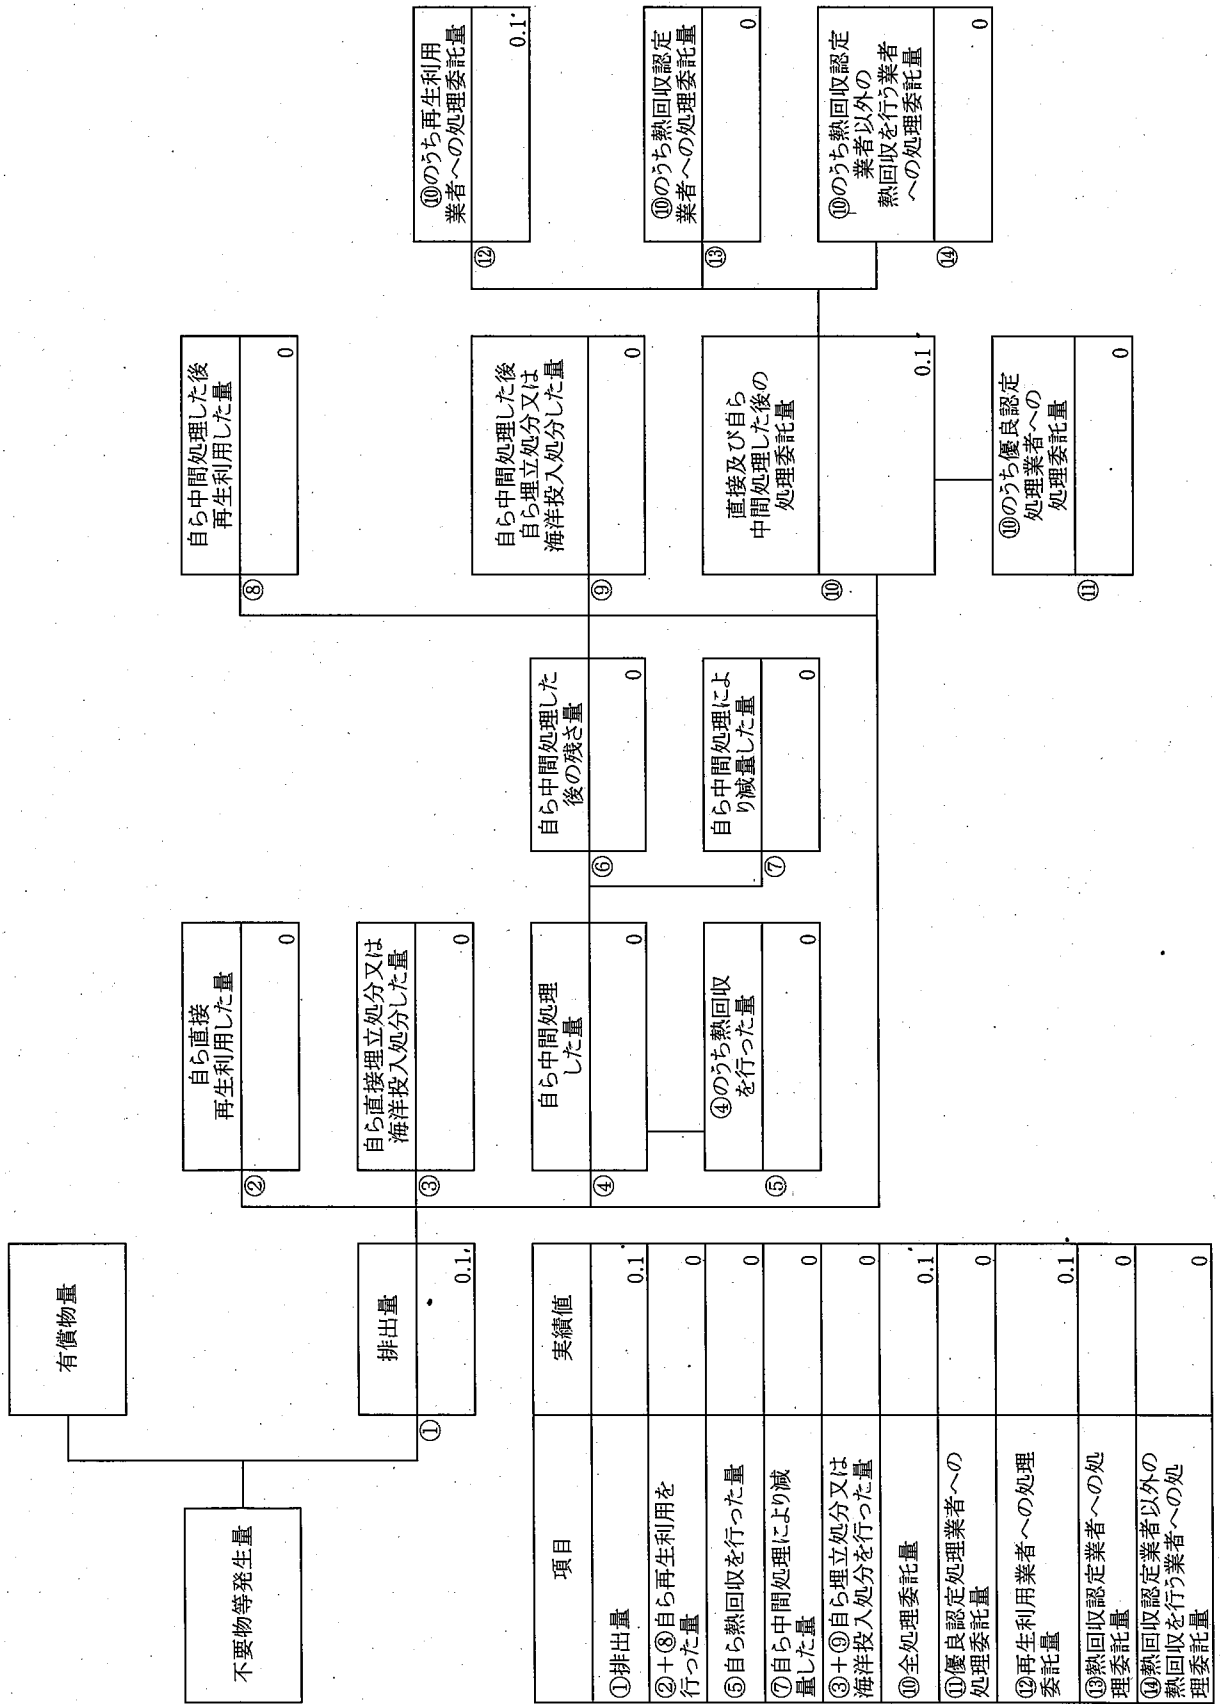 不要物等発生量
有償物量
排出量
①
0.1
自ら直接
再生利用した量
②
0
自ら直接埋立処分又は
海洋投入処分した量
③
0
自ら中間処理
した量
④
0
④のうち熱回収
を行った量
⑤
0
自ら中間処理した
後の残さ量
⑥
0
自ら中間処理によ
り減量した量
⑦
0
自ら中間処理した後
再生利用した量
⑧
0
自ら中間処理した後
自ら埋立処分又は
海洋投入処分した量
⑨
0
直接及び自ら
中間処理した後の
処理委託量
⑩
0.1
⑩のうち優良認定
処理業者への
処理委託量
⑪
0
⑩のうち再生利用
業者への処理委託量
⑫
0.1
⑩のうち熱回収認定
業者への処理委託量
⑬
0
⑩のうち熱回収認定
業者以外の
熱回収を行う業者
への処理委託量
⑭
0
項目 実績値
①排出量 0.1
②+⑧自ら再生利用を
行った量 0
⑤自ら熱回収を行った量 0
⑦自ら中間処理により減
量した量 0
③+⑨自ら埋立処分又は
海洋投入処分を行った量 0
⑩全処理委託量 0.1
⑪優良認定処理業者への
処理委託量 0
⑫再生利用業者への処理
委託量 0.1
⑬熱回収認定業者への処
理委託量 0
⑭熱回収認定業者以外の
熱回収を行う業者への処
理委託量 0